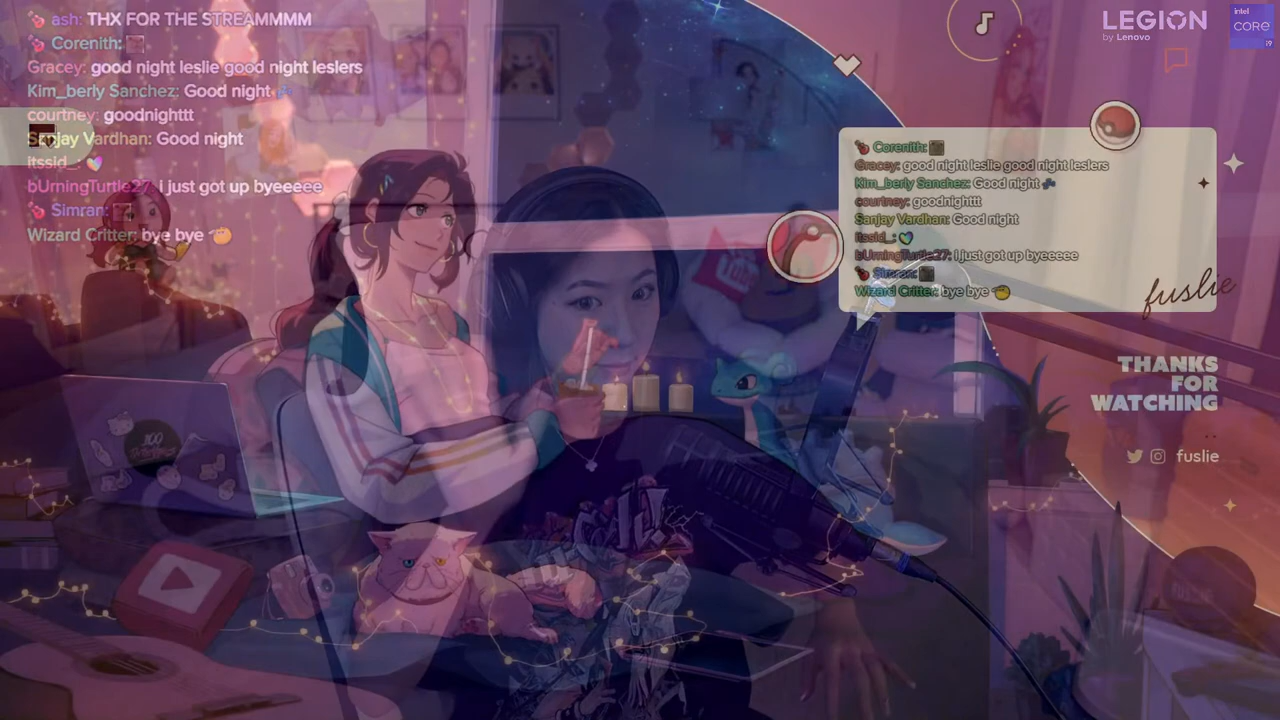 ash: THX FOR THE STREAMMMM
Corenith:
Gracey: good night leslie good night leslers
Kim_berly Sanchez: Good night
courtney: goodnighttt
Sanjay Vardhan: Good night
itssid_:
bUrningTurtle27: i just got up byeeeee
Simran:
Wizard Critter: bye bye
LEGION
by Lenovo
intel
CORE
i9
Corenith:
Gracey: good night leslie good night leslers
Kim_berly Sanchez: Good night
courtney: goodnighttt
Sanjay Vardhan: Good night
itssid_:
bUrningTurtle27: i just got up byeeeee
Simran:
Wizard Critter: bye bye
fuslie
You
THANKS
FOR
WATCHING
fuslie